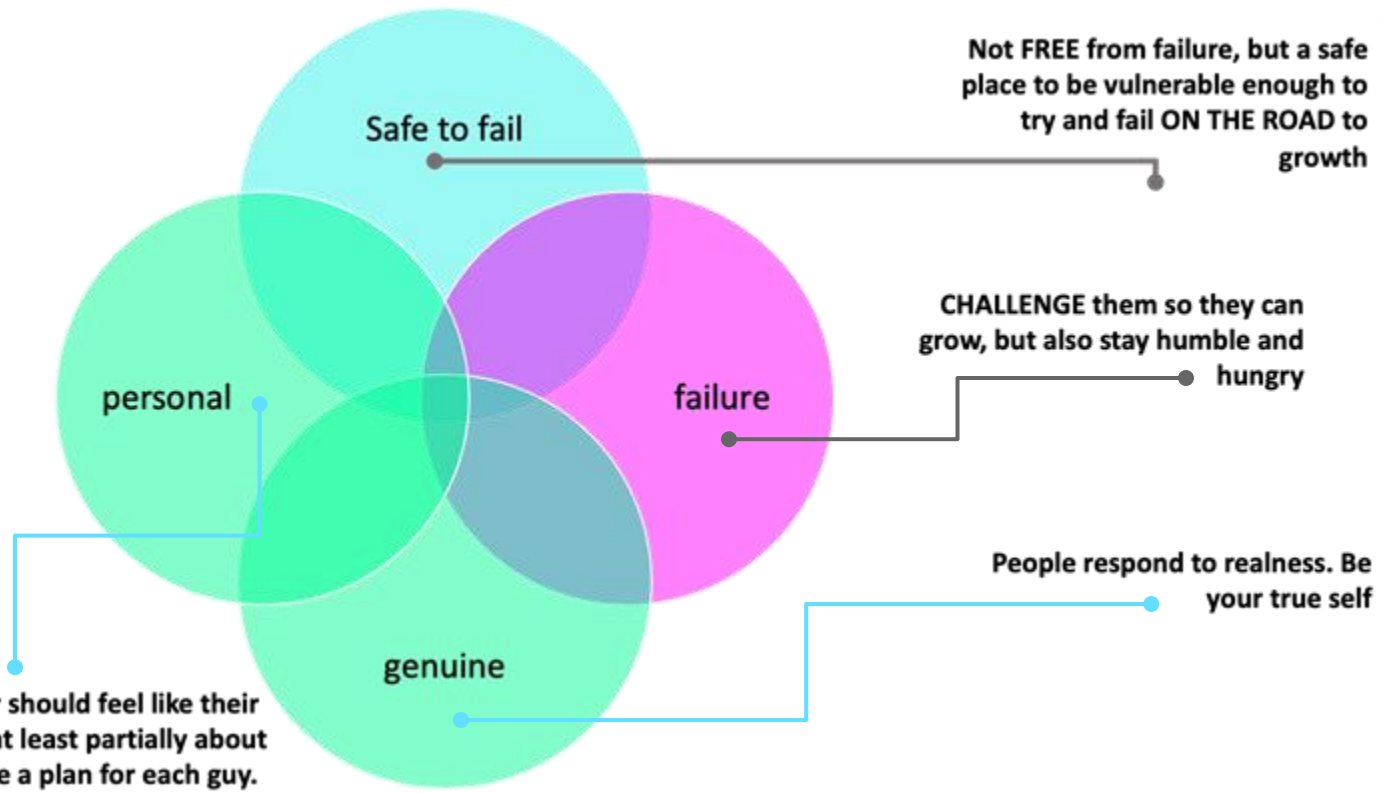 Not FREE from failure, but a safe
place to be vulnerable enough to
try and fail ON THE ROAD to
growth
Safe to fail
CHALLENGE them so they can
grow, but also stay humble and
hungry
personal
failure
People respond to realness. Be
your true self
genuine
should feel like their
least partially about
a plan for each guy.